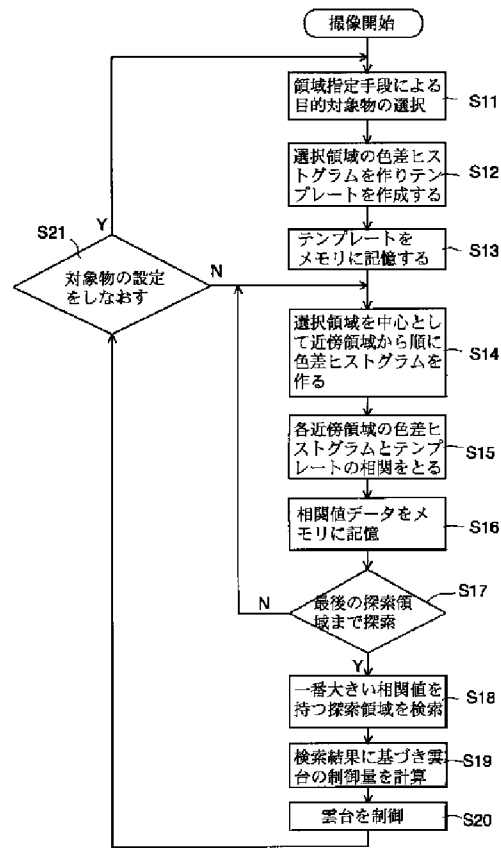 撮像開始
領域指定手段による
目的対象物の選択
S11
選択領域の色差ヒス
トグラムを作りテン
プレートを作成する
S12
テンプレートを
メモリに記憶する
S13
Y
S21
対象物の設定
をしなおす
N
選択領域を中心とし
て近傍領域から順に
色差ヒストグラムを
作る
S14
各近傍領域の色差ヒ
ストグラムとテンプ
レートの相関をとる
S15
相関値データをメ
モリに記憶
S16
N
最後の探索領
域まで探索
S17
Y
一番大きい相関値を
持つ探索領域を検索
S18
検索結果に基づき雲
台の制御量を計算
S19
雲台を制御
S20